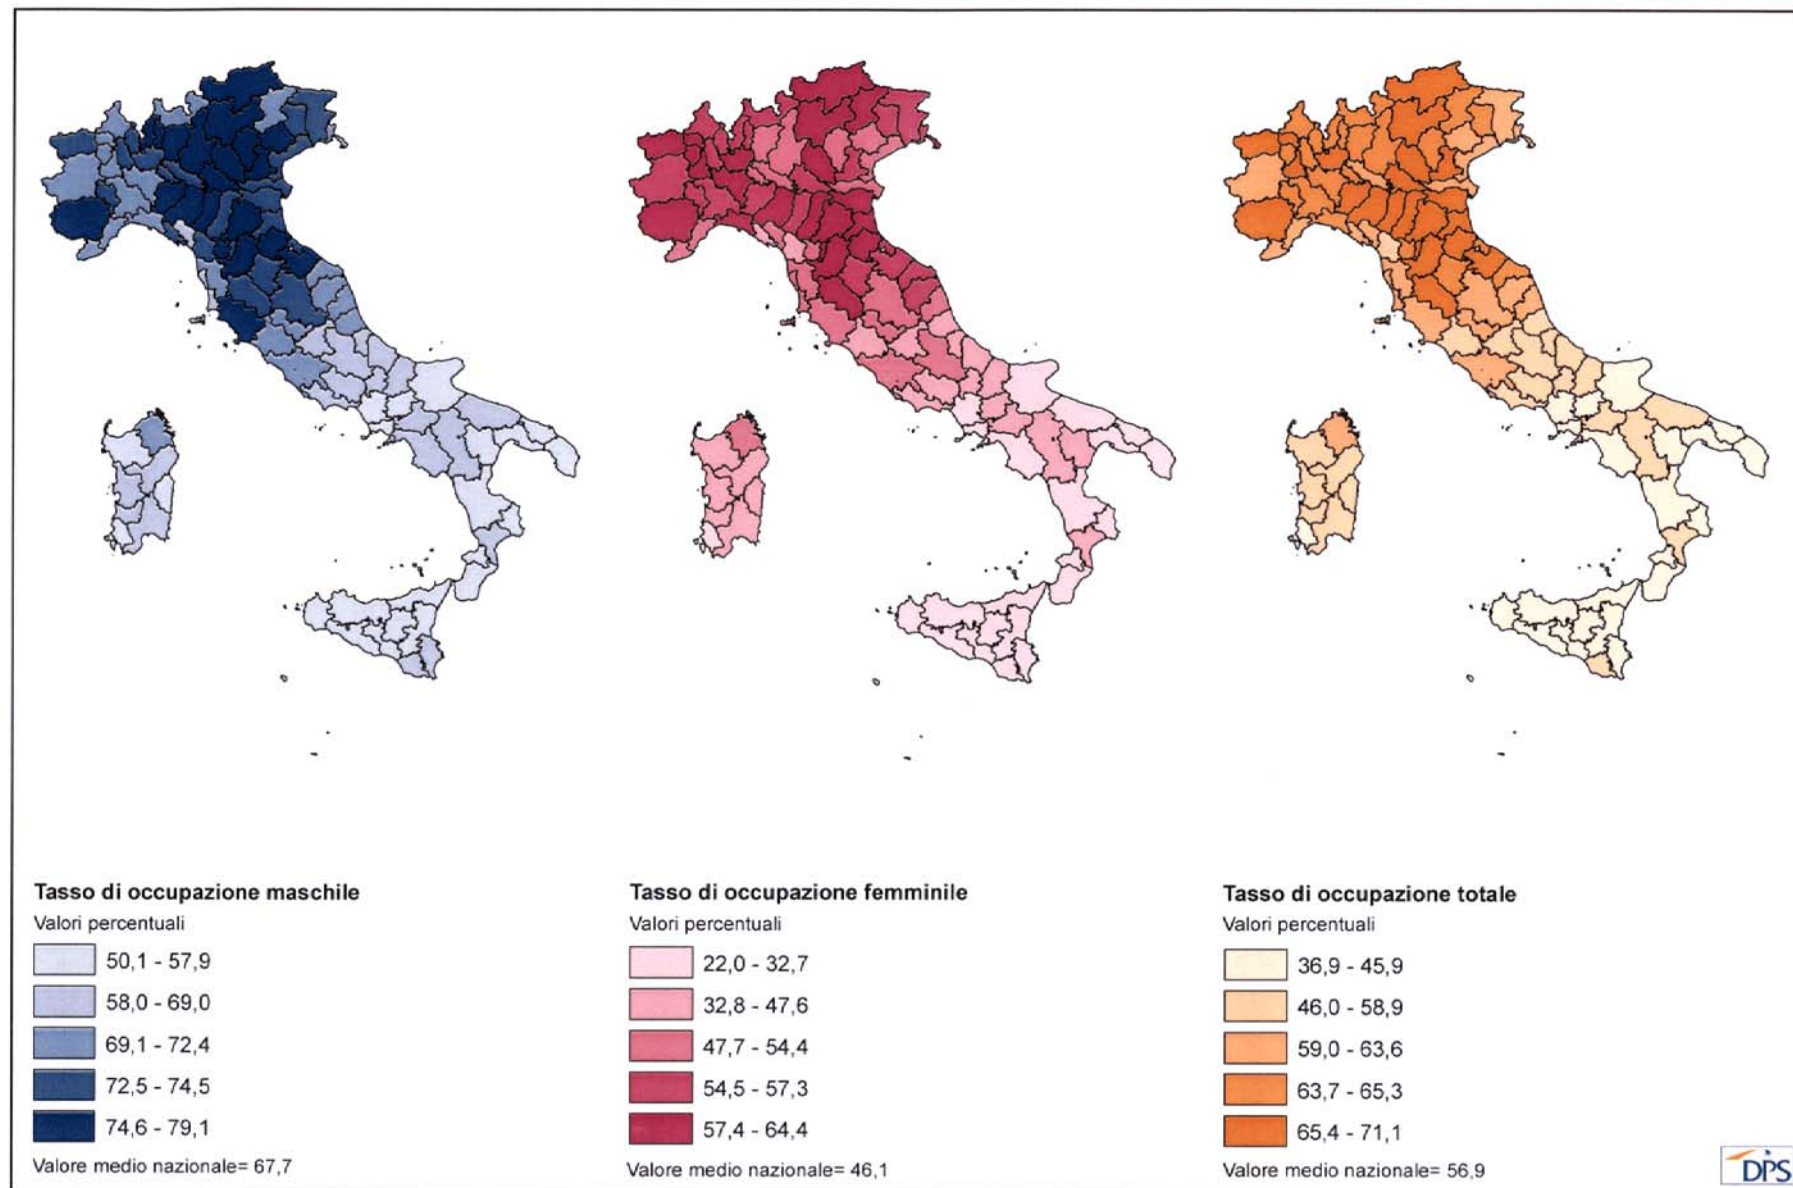 Tasso di occupazione maschile
Valori percentuali
50,1 - 57,9
58,0 - 69,0
69,1 - 72,4
72,5 - 74,5
74,6 - 79,1
Valore medio nazionale= 67,7
Tasso di occupazione femminile
Valori percentuali
22,0 - 32,7
32,8 - 47,6
47,7 - 54,4
54,5 - 57,3
57,4 - 64,4
Valore medio nazionale= 46,1
Tasso di occupazione totale
Valori percentuali
36,9 - 45,9
46,0 - 58,9
59,0 - 63,6
63,7 - 65,3
65,4 - 71,1
Valore medio nazionale= 56,9
DPS